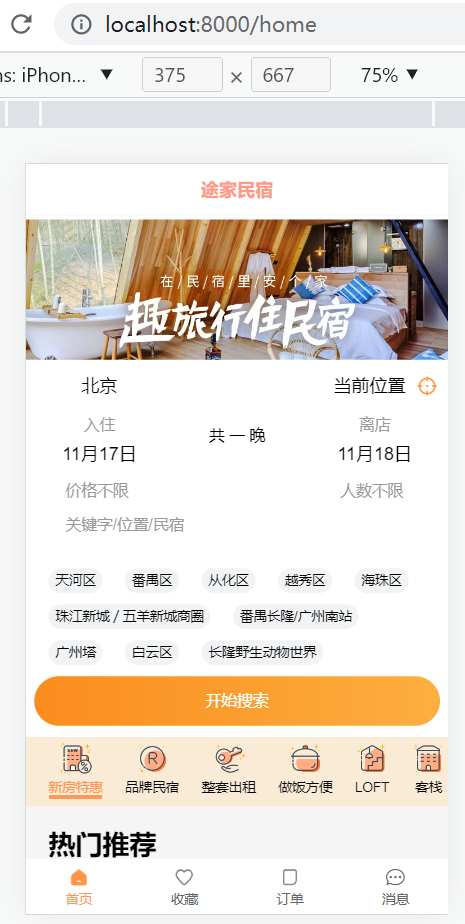 localhost:8000/home
ns: iPhon... ▼ 375 × 667 75% ▼
途家民宿
在/民/宿/里/安/个/家
趣旅行住民宿
北京 当前位置
入住 离店
共一晚
11月17日 11月18日
价格不限 人数不限
关键字/位置/民宿
天河区 番禺区 从化区 越秀区 海珠区
珠江新城 / 五羊新城商圈 番禺长隆/广州南站
广州塔 白云区 长隆野生动物世界
开始搜索
NEW % R
新房特惠 品牌民宿 整套出租 做饭方便 LOFT 客栈
热门推荐
首页 收藏 订单 消息